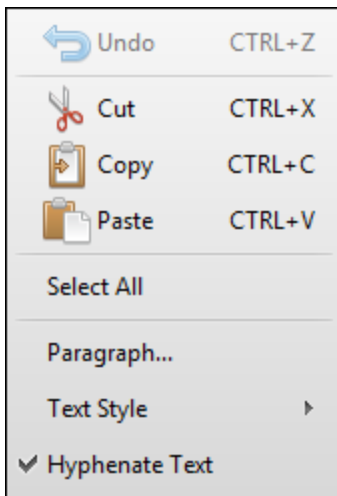 Undo CTRL+Z
Cut CTRL+X
Copy CTRL+C
Paste CTRL+V
Select All
Paragraph...
Text Style
Hyphenate Text